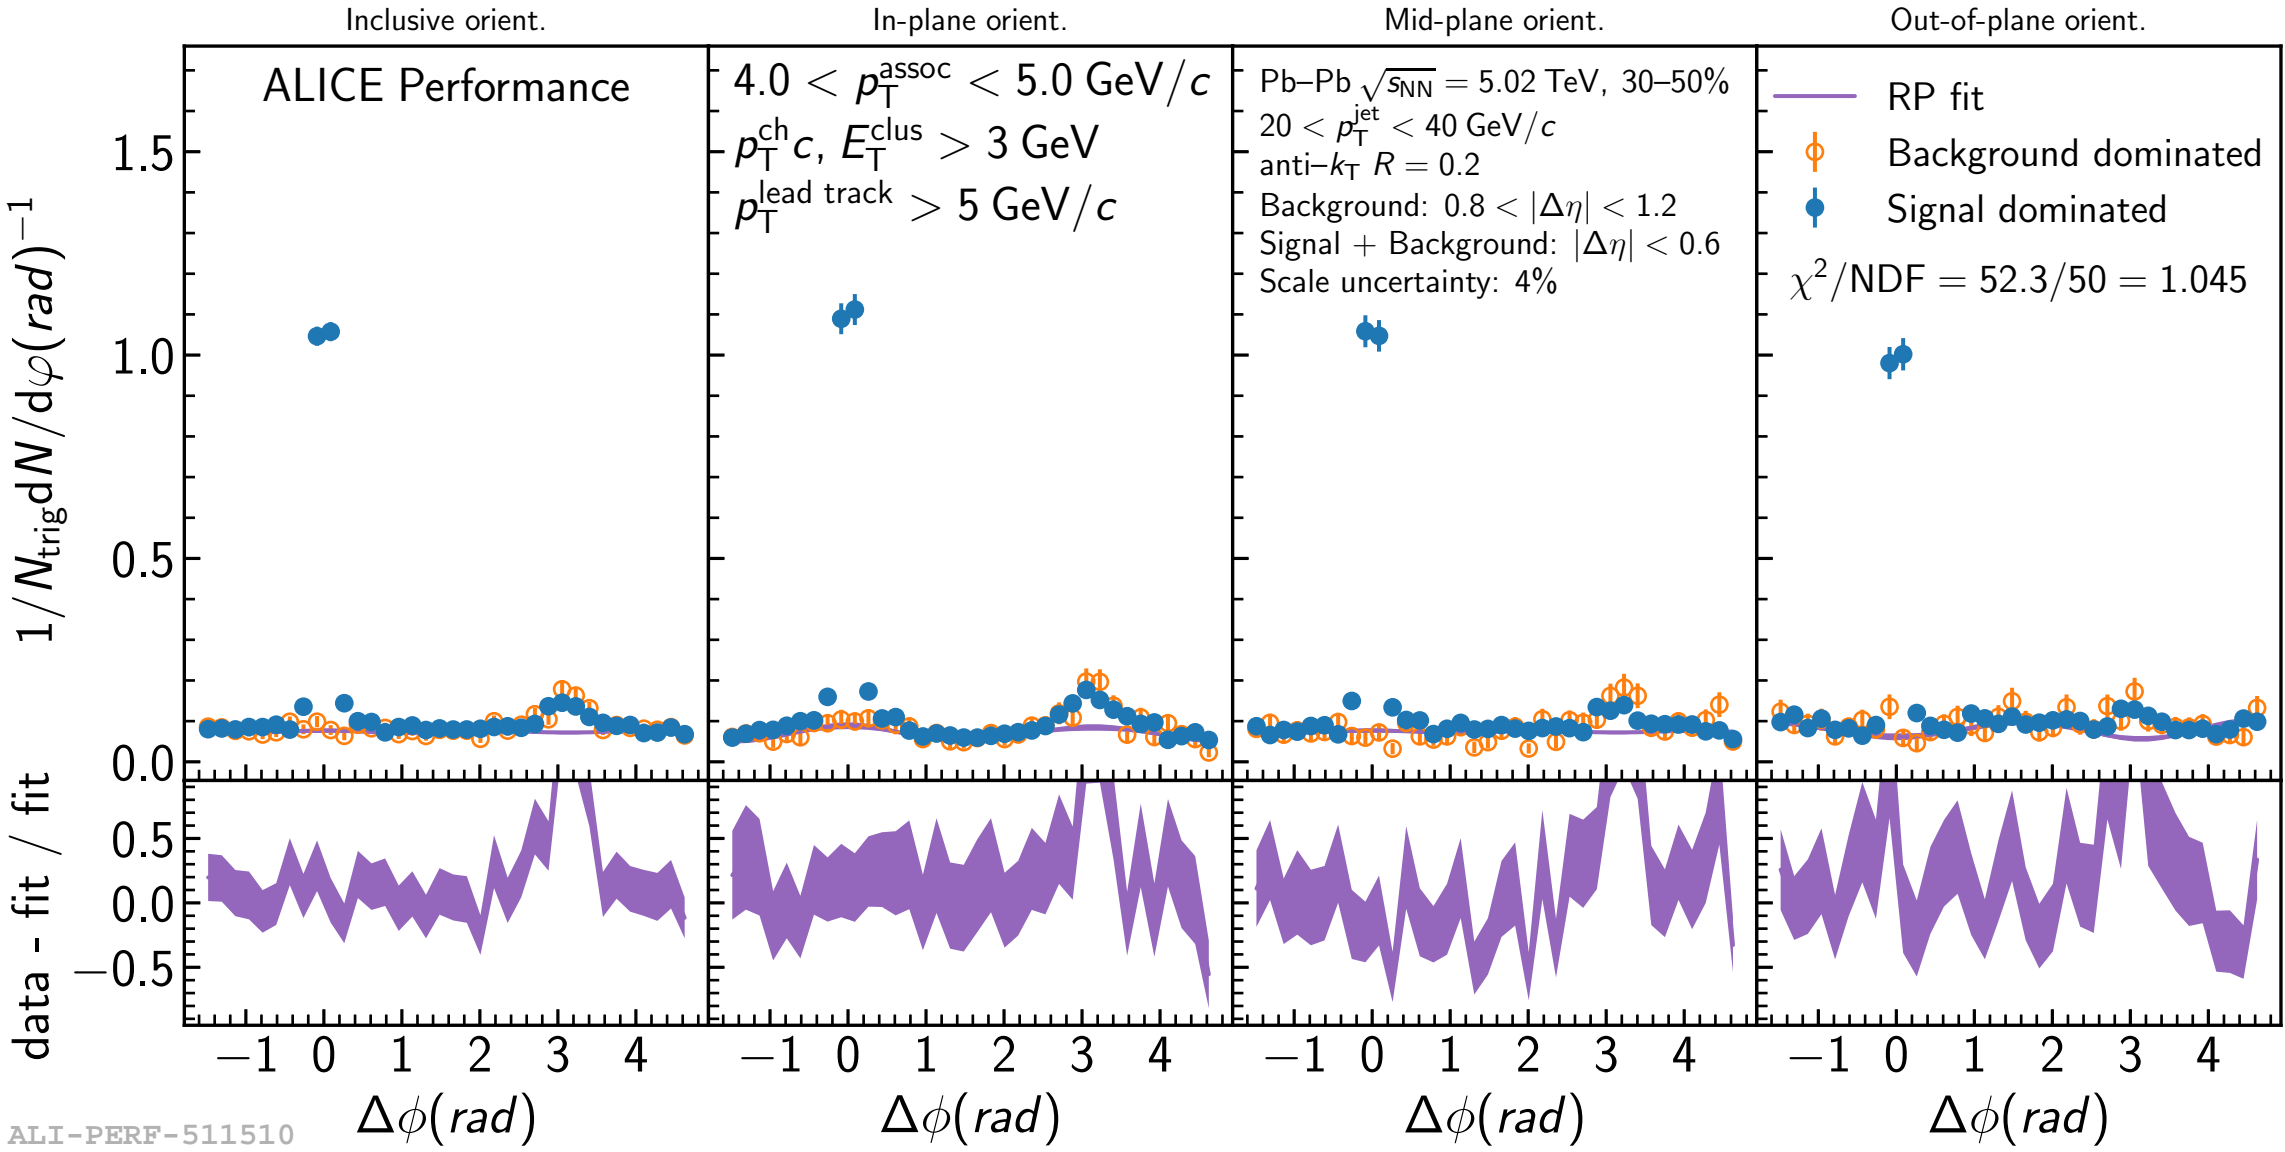 Inclusive orient. In-plane orient. Mid-plane orient. Out-of-plane orient.
ALICE Performance
4.0 < p_T^assoc < 5.0 GeV/c
p_T^ch c, E_T^clus > 3 GeV
p_T^lead track > 5 GeV/c
Pb–Pb √s_NN = 5.02 TeV, 30–50%
20 < p_T^jet < 40 GeV/c
anti–k_T R = 0.2
Background: 0.8 < |Δη| < 1.2
Signal + Background: |Δη| < 0.6
Scale uncertainty: 4%
RP fit
Background dominated
Signal dominated
χ²/NDF = 52.3/50 = 1.045
1/N_trig dN/dφ(rad)⁻¹
1.5
1.0
0.5
0.0
data - fit / fit
0.5
0.0
−0.5
−1 0 1 2 3 4 −1 0 1 2 3 4 −1 0 1 2 3 4 −1 0 1 2 3 4
Δϕ(rad) Δϕ(rad) Δϕ(rad) Δϕ(rad)
ALI-PERF-511510